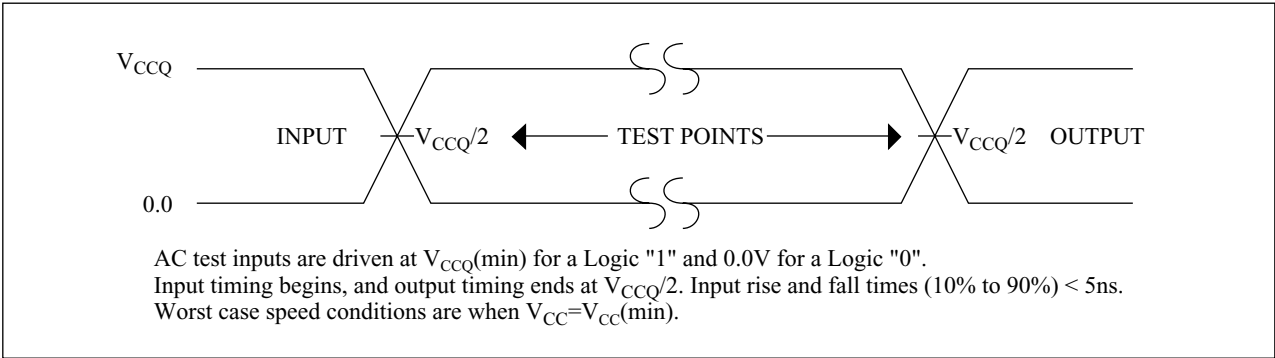 VCCQ
INPUT VCCQ/2 TEST POINTS VCCQ/2 OUTPUT
0.0
AC test inputs are driven at VCCQ(min) for a Logic "1" and 0.0V for a Logic "0".
Input timing begins, and output timing ends at VCCQ/2. Input rise and fall times (10% to 90%) < 5ns.
Worst case speed conditions are when VCC=VCC(min).